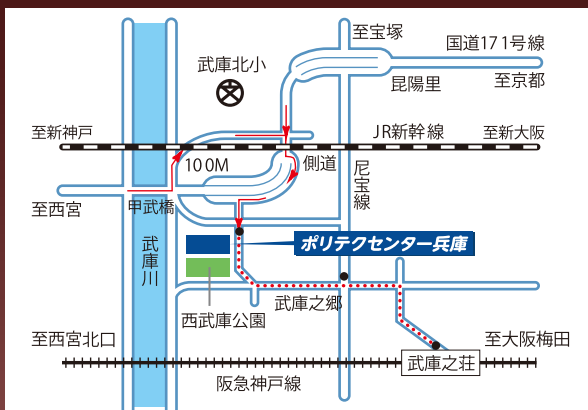 至宝塚
国道171号線
武庫北小
昆陽里
至京都
至新神戸
JR新幹線
至新大阪
100M
側道
尼宝線
至西宮
甲武橋
武庫川
ポリテクセンター兵庫
武庫之郷
西武庫公園
至西宮北口
至大阪梅田
武庫之荘
阪急神戸線